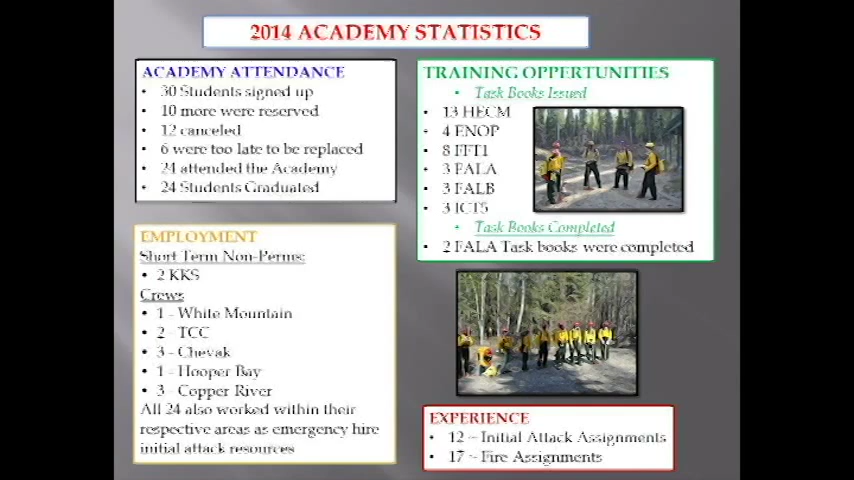 2014 ACADEMY STATISTICS
ACADEMY ATTENDANCE
• 30 Students signed up
• 10 more were reserved
• 12 canceled
• 6 were too late to be replaced
• 24 attended the Academy
• 24 Students Graduated
EMPLOYMENT
Short Term Non-Perms:
• 2 KKS
Crews
• 1 - White Mountain
• 2 - TCC
• 3 - Chevak
• 1 - Hooper Bay
• 3 - Copper River
All 24 also worked within their
respective areas as emergency hire
initial attack resources
TRAINING OPPERTUNITIES
• Task Books Issued
• 13 HECM
• 4 ENOP
• 8 FFT1
• 3 FALA
• 3 FALB
• 3 ICT5
• Task Books Completed
• 2 FALA Task books were completed
EXPERIENCE
• 12 – Initial Attack Assignments
• 17 – Fire Assignments